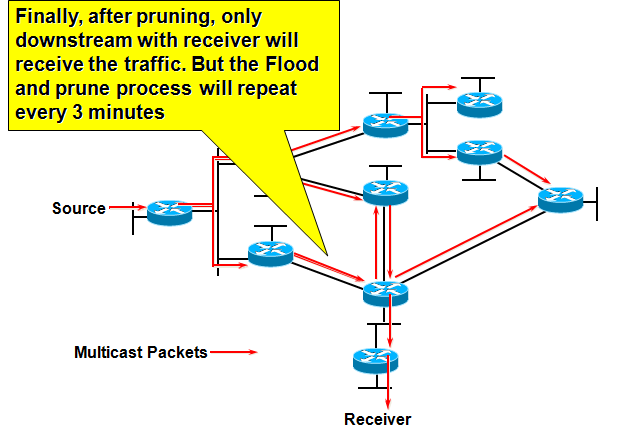 Finally, after pruning, only
downstream with receiver will
receive the traffic. But the Flood
and prune process will repeat
every 3 minutes
Source
Multicast Packets
Receiver